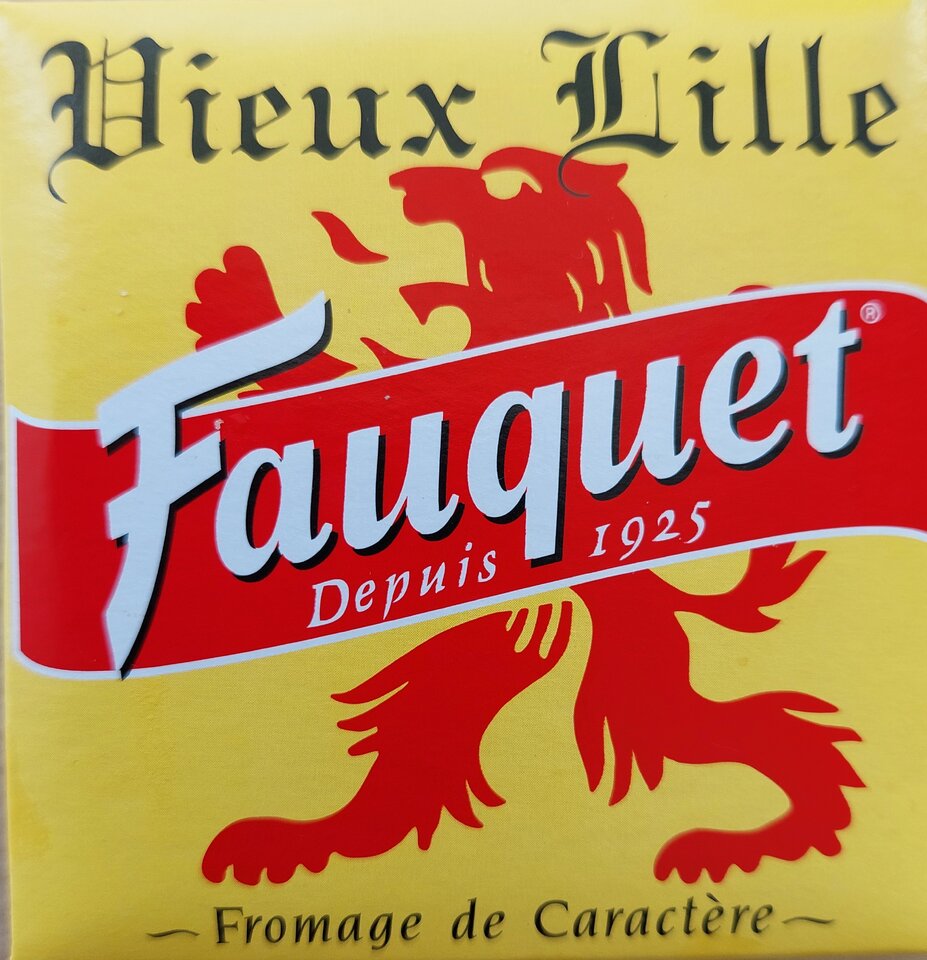 Vieux Lille
Fauquet®
Depuis 1925
~ Fromage de Caractère ~